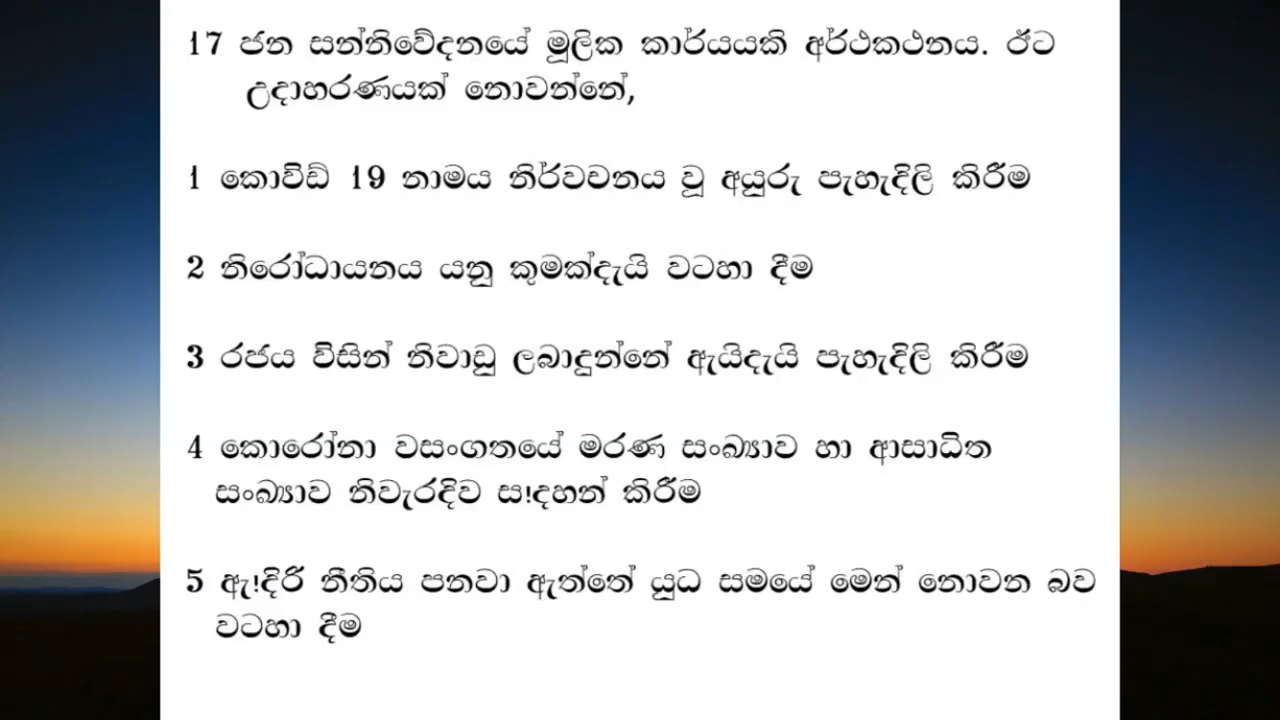 17 ජන සන්නිවේදනයේ මූලික කාර්යයකි අර්ථකථනය. ඊට
උදාහරණයක් නොවන්නේ,
1 කොවිඩ් 19 නාමය නිර්වචනය වූ අයුරු පැහැදිලි කිරීම
2 නිරෝධායනය යනු කුමක්දැයි වටහා දීම
3 රජය විසින් නිවාඩු ලබාදුන්නේ ඇයිදැයි පැහැදිලි කිරීම
4 කොරෝනා වසංගතයේ මරණ සංඛ්‍යාව හා ආසාධිත
සංඛ්‍යාව නිවැරදිව ස!දහන් කිරීම
5 ඇ!දිරි නීතිය පනවා ඇත්තේ යුධ සමයේ මෙන් නොවන බව
වටහා දීම